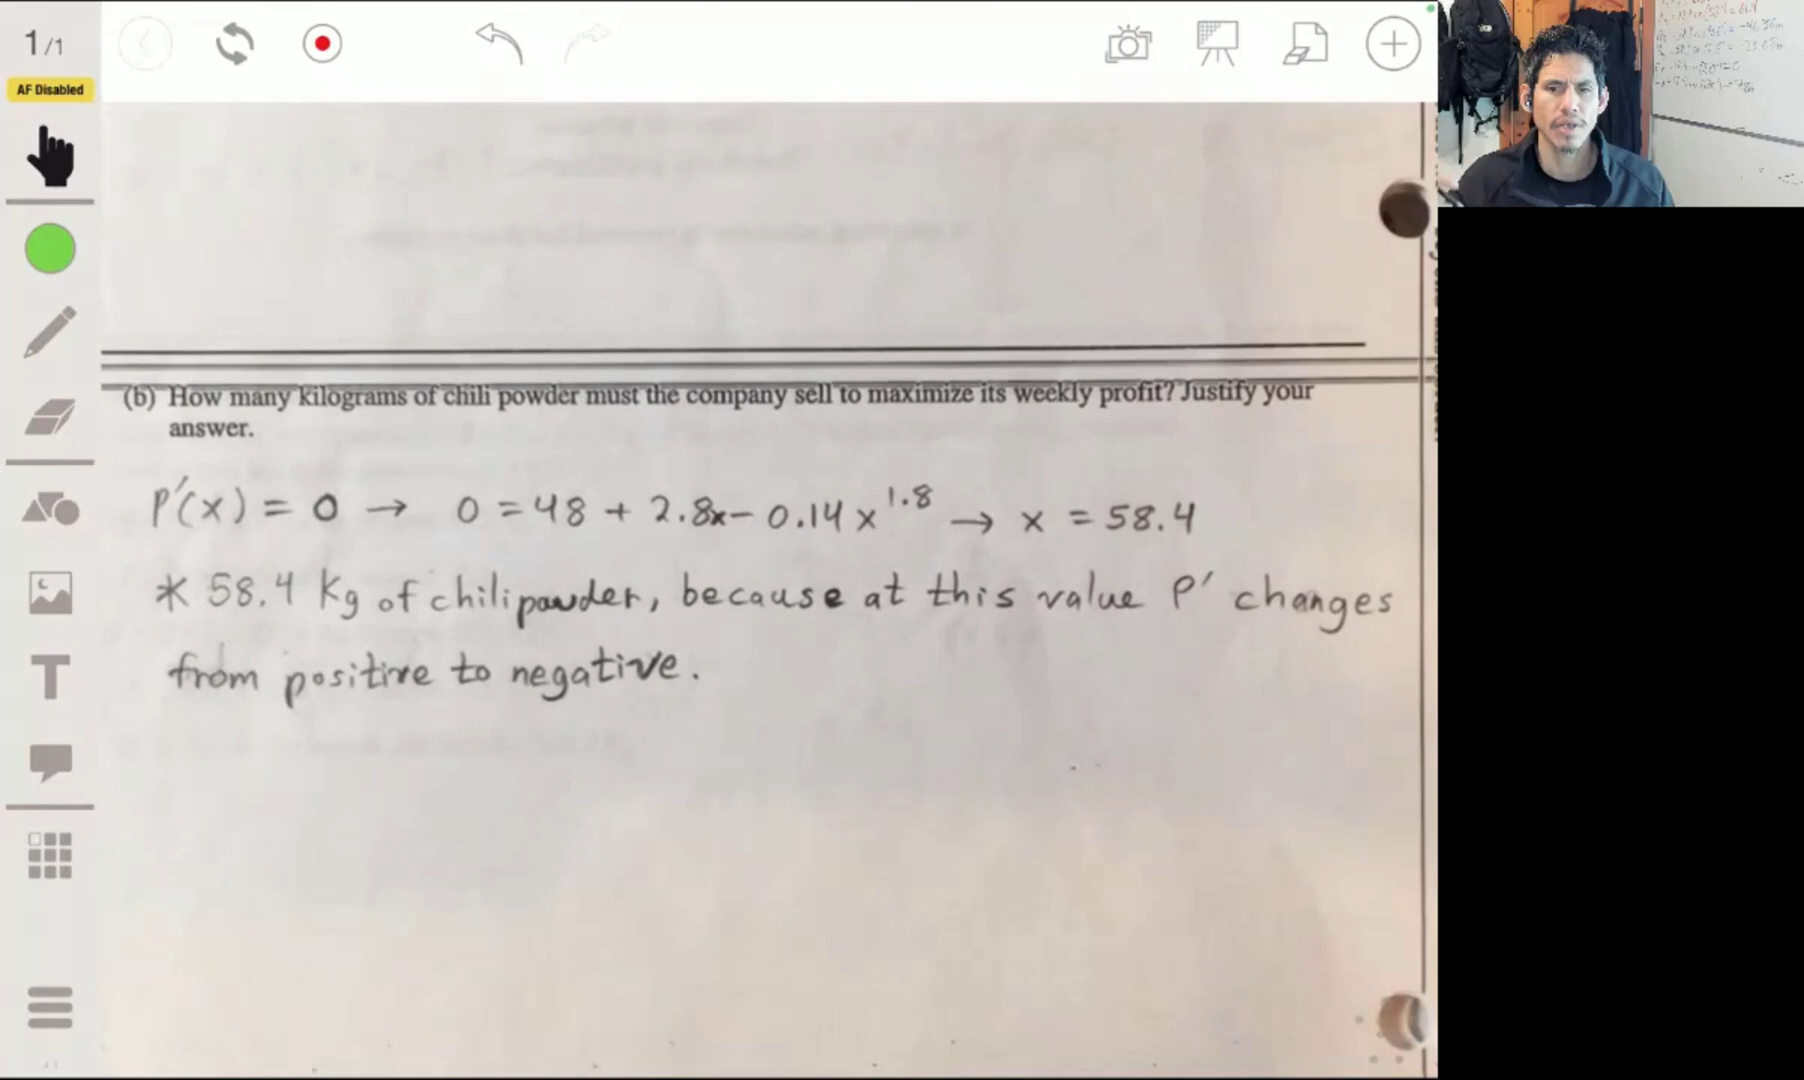 1/1
AF Disabled
(b) How many kilograms of chili powder must the company sell to maximize its weekly profit? Justify your
answer.
P'(x) = 0 → 0 = 48 + 2.8x - 0.14x^1.8 → x = 58.4
* 58.4 Kg of chili powder, because at this value P' changes
from positive to negative.
T